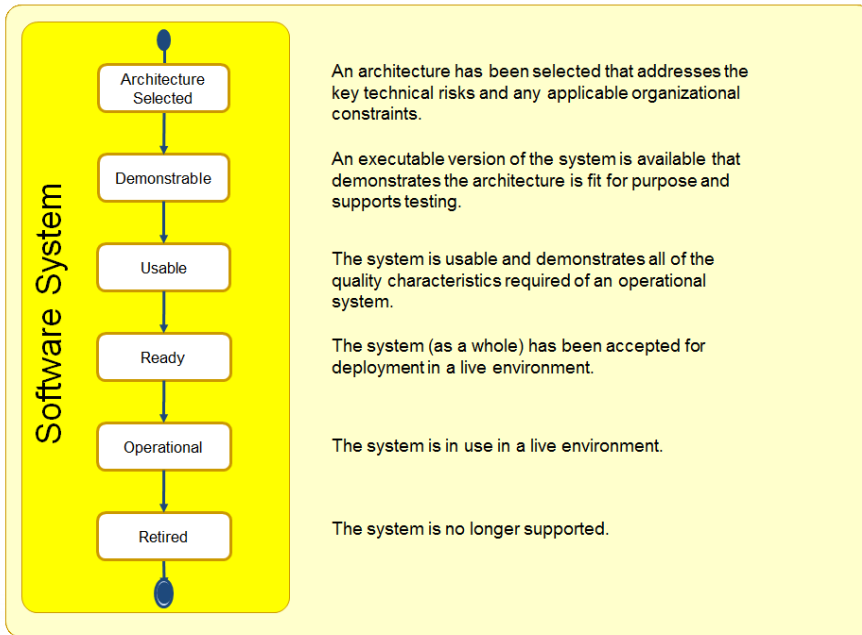 Software System
Architecture
Selected
An architecture has been selected that addresses the
key technical risks and any applicable organizational
constraints.
Demonstrable
An executable version of the system is available that
demonstrates the architecture is fit for purpose and
supports testing.
Usable
The system is usable and demonstrates all of the
quality characteristics required of an operational
system.
Ready
The system (as a whole) has been accepted for
deployment in a live environment.
Operational
The system is in use in a live environment.
Retired
The system is no longer supported.